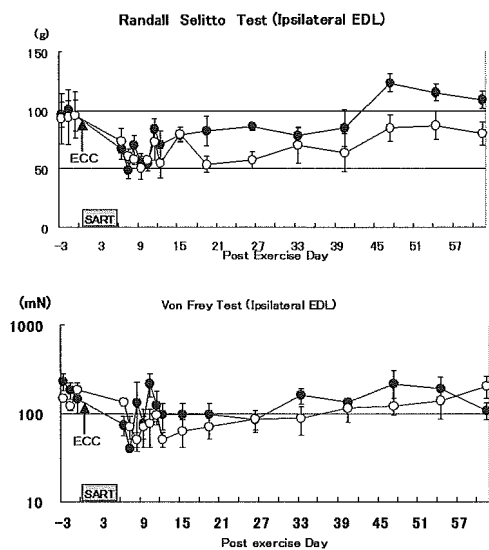 Randall Selitto Test (Ipsilateral EDL)
(g)
150
100
50
0
ECC
SART
-3 3 9 15 21 27 33 39 45 51 57
Post Exercise Day
Von Frey Test (Ipsilateral EDL)
(mN)
1000
100
10
ECC
SART
-3 3 9 15 21 27 33 39 45 51 57
Post exercise Day